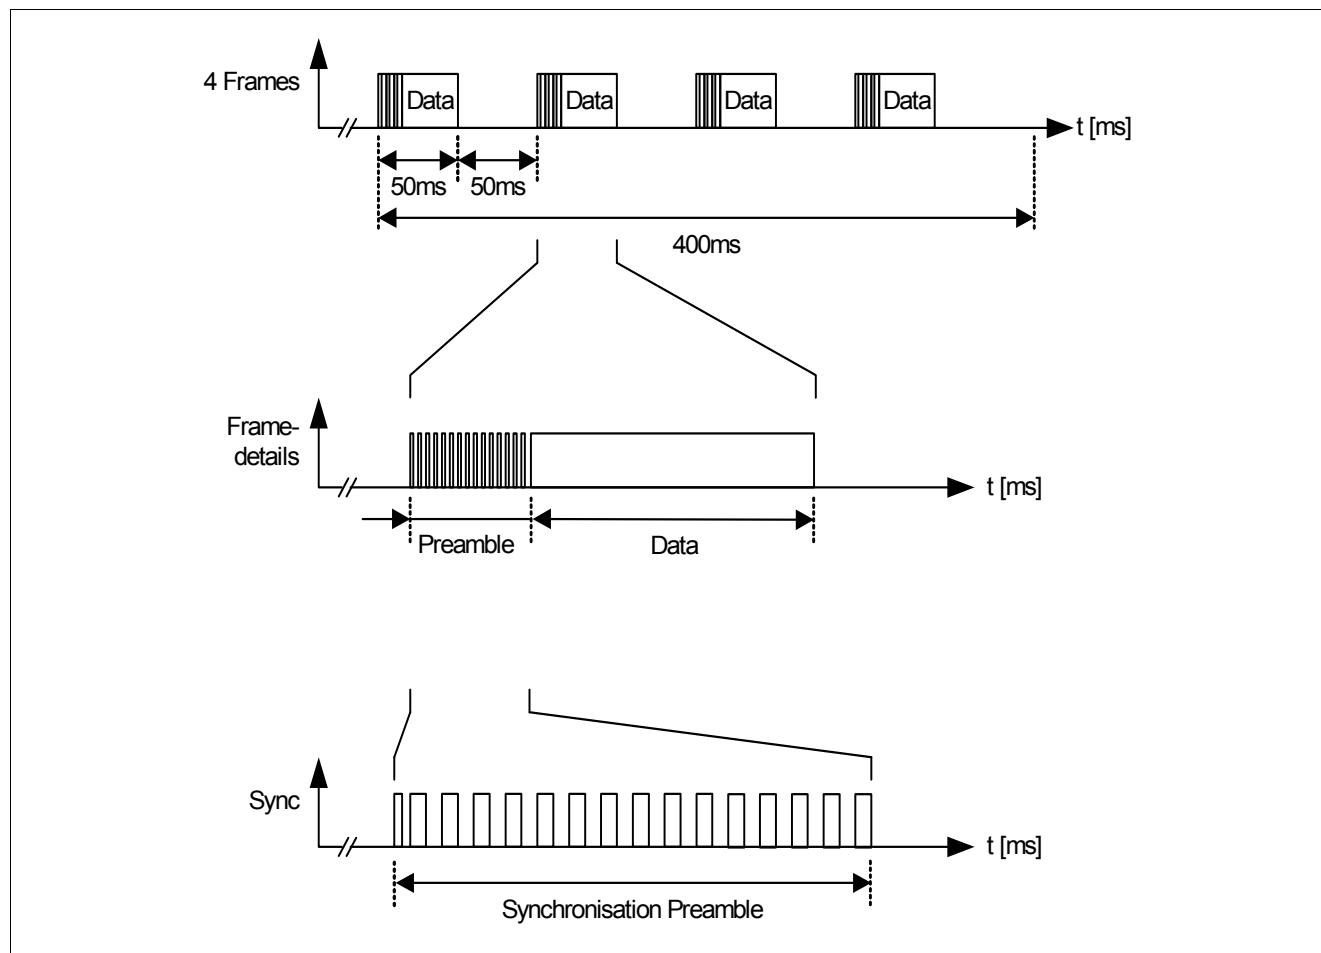 4 Frames
Data Data Data Data
t [ms]
50ms 50ms
400ms
Frame-
details
t [ms]
Preamble Data
Sync
t [ms]
Synchronisation Preamble